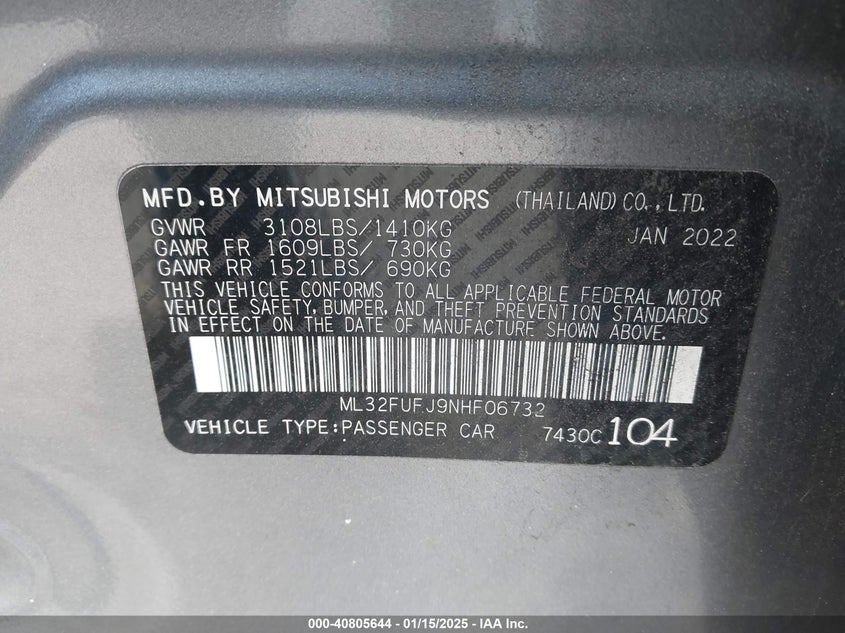 MFD.BY MITSUBISHI MOTORS (THAILAND) CO., LTD.
GVWR 3108LBS/1410KG JAN 2022
GAWR FR 1609LBS/ 730KG
GAWR RR 1521LBS/ 690KG
THIS VEHICLE CONFORMS TO ALL APPLICABLE FEDERAL MOTOR
VEHICLE SAFETY, BUMPER, AND THEFT PREVENTION STANDARDS
IN EFFECT ON THE DATE OF MANUFACTURE SHOWN ABOVE.
ML32FUFJ9NHF06732
VEHICLE TYPE:PASSENGER CAR 7430C 104
000-40805644 - 01/15/2025 - IAA Inc.